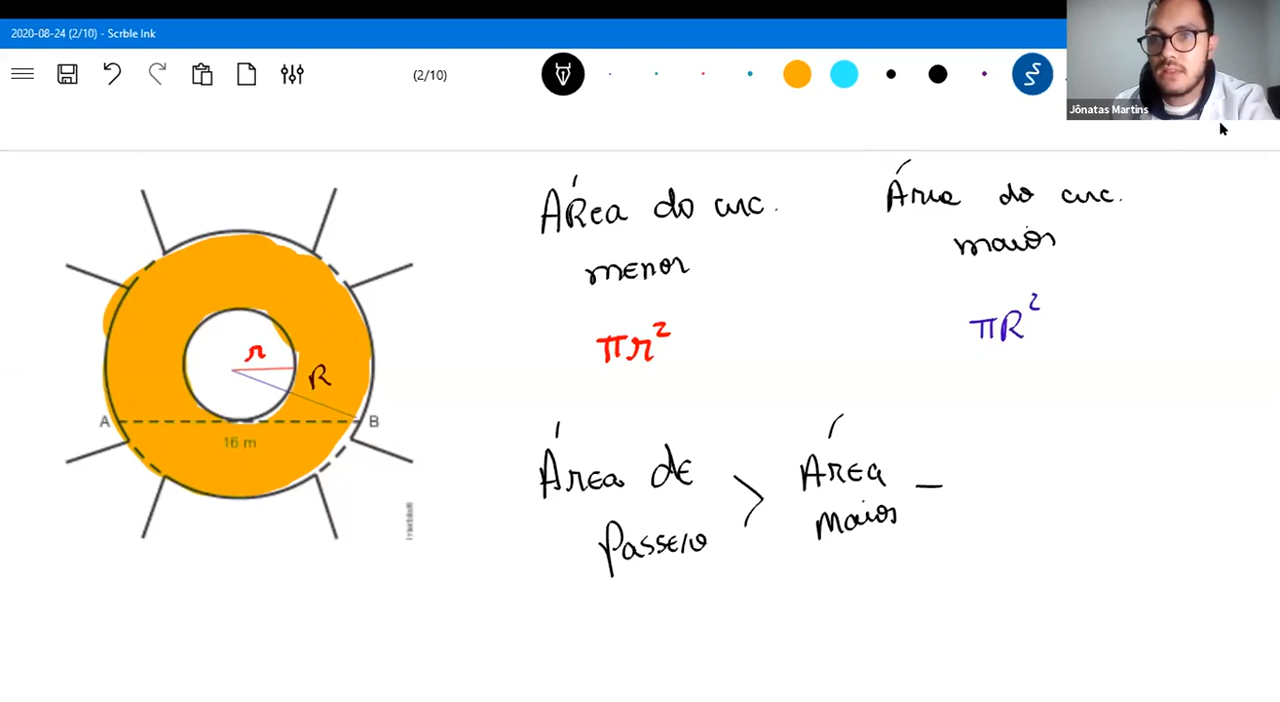 2020-08-24 (2/10) - Scrble Ink
(2/10)
Jônatas Martins
ÁREA do circ.
mENOr
πr²
Área do circ.
maior
πR²
r
R
A
B
16 m
ÁrEA dE
PassEio
>
ÁrEA
Maior
–